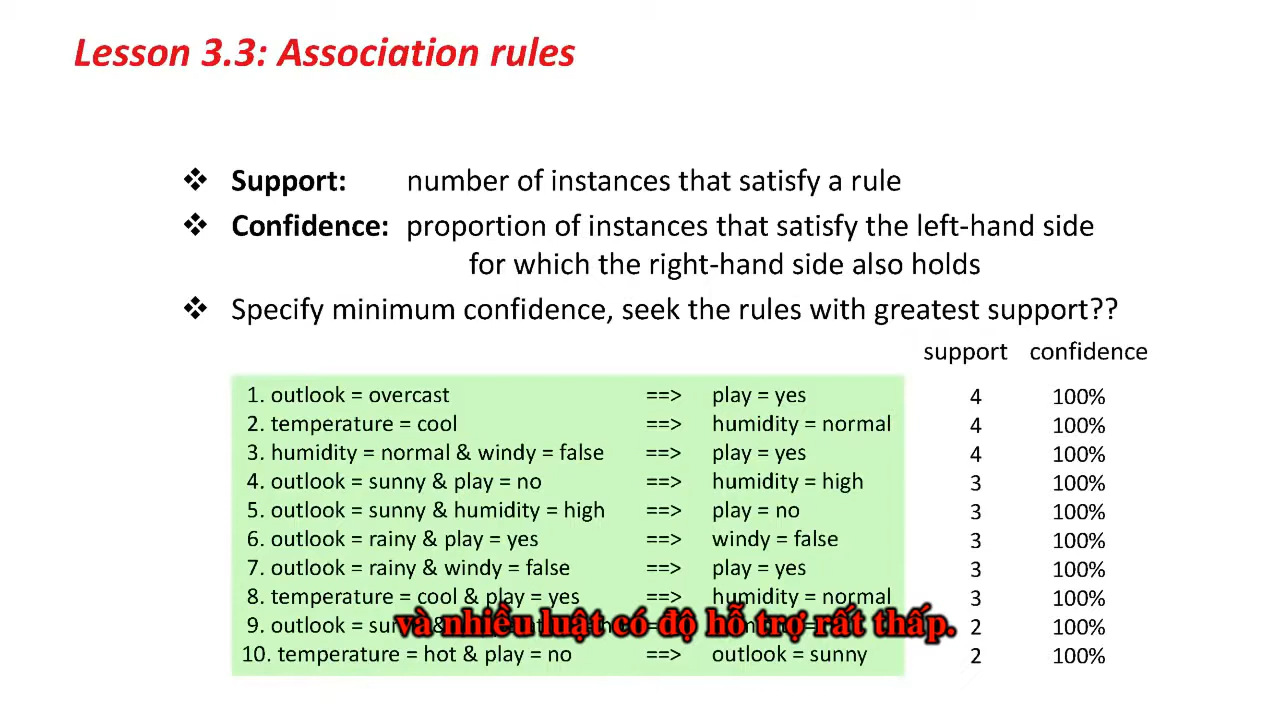 Lesson 3.3: Association rules
❖ Support: number of instances that satisfy a rule
❖ Confidence: proportion of instances that satisfy the left-hand side
for which the right-hand side also holds
❖ Specify minimum confidence, seek the rules with greatest support??
support confidence
1. outlook = overcast ==> play = yes 4 100%
2. temperature = cool ==> humidity = normal 4 100%
3. humidity = normal & windy = false ==> play = yes 4 100%
4. outlook = sunny & play = no ==> humidity = high 3 100%
5. outlook = sunny & humidity = high ==> play = no 3 100%
6. outlook = rainy & play = yes ==> windy = false 3 100%
7. outlook = rainy & windy = false ==> play = yes 3 100%
8. temperature = cool & play = yes ==> humidity = normal 3 100%
9. outlook = 2 100%
và nhiều luật có độ hỗ trợ rất thấp.
10. temperature = hot & play = no ==> outlook = sunny 2 100%